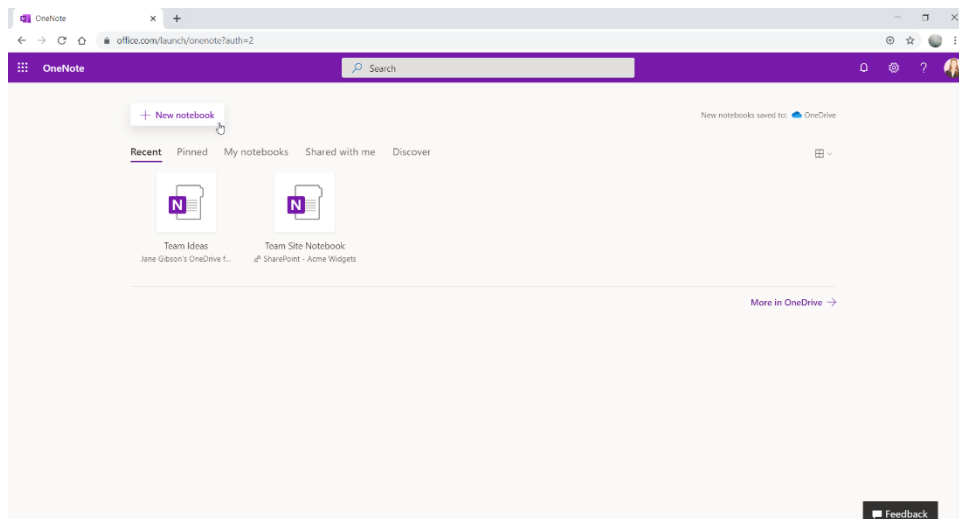 OneNote
office.com/launch/onenote?auth=2
OneNote
Search
New notebook
New notebooks saved to: OneDrive
Recent Pinned My notebooks Shared with me Discover
N N
Team Ideas Team Site Notebook
Jane Gibson's OneDrive f... SharePoint - Acme Widgets
More in OneDrive
Feedback